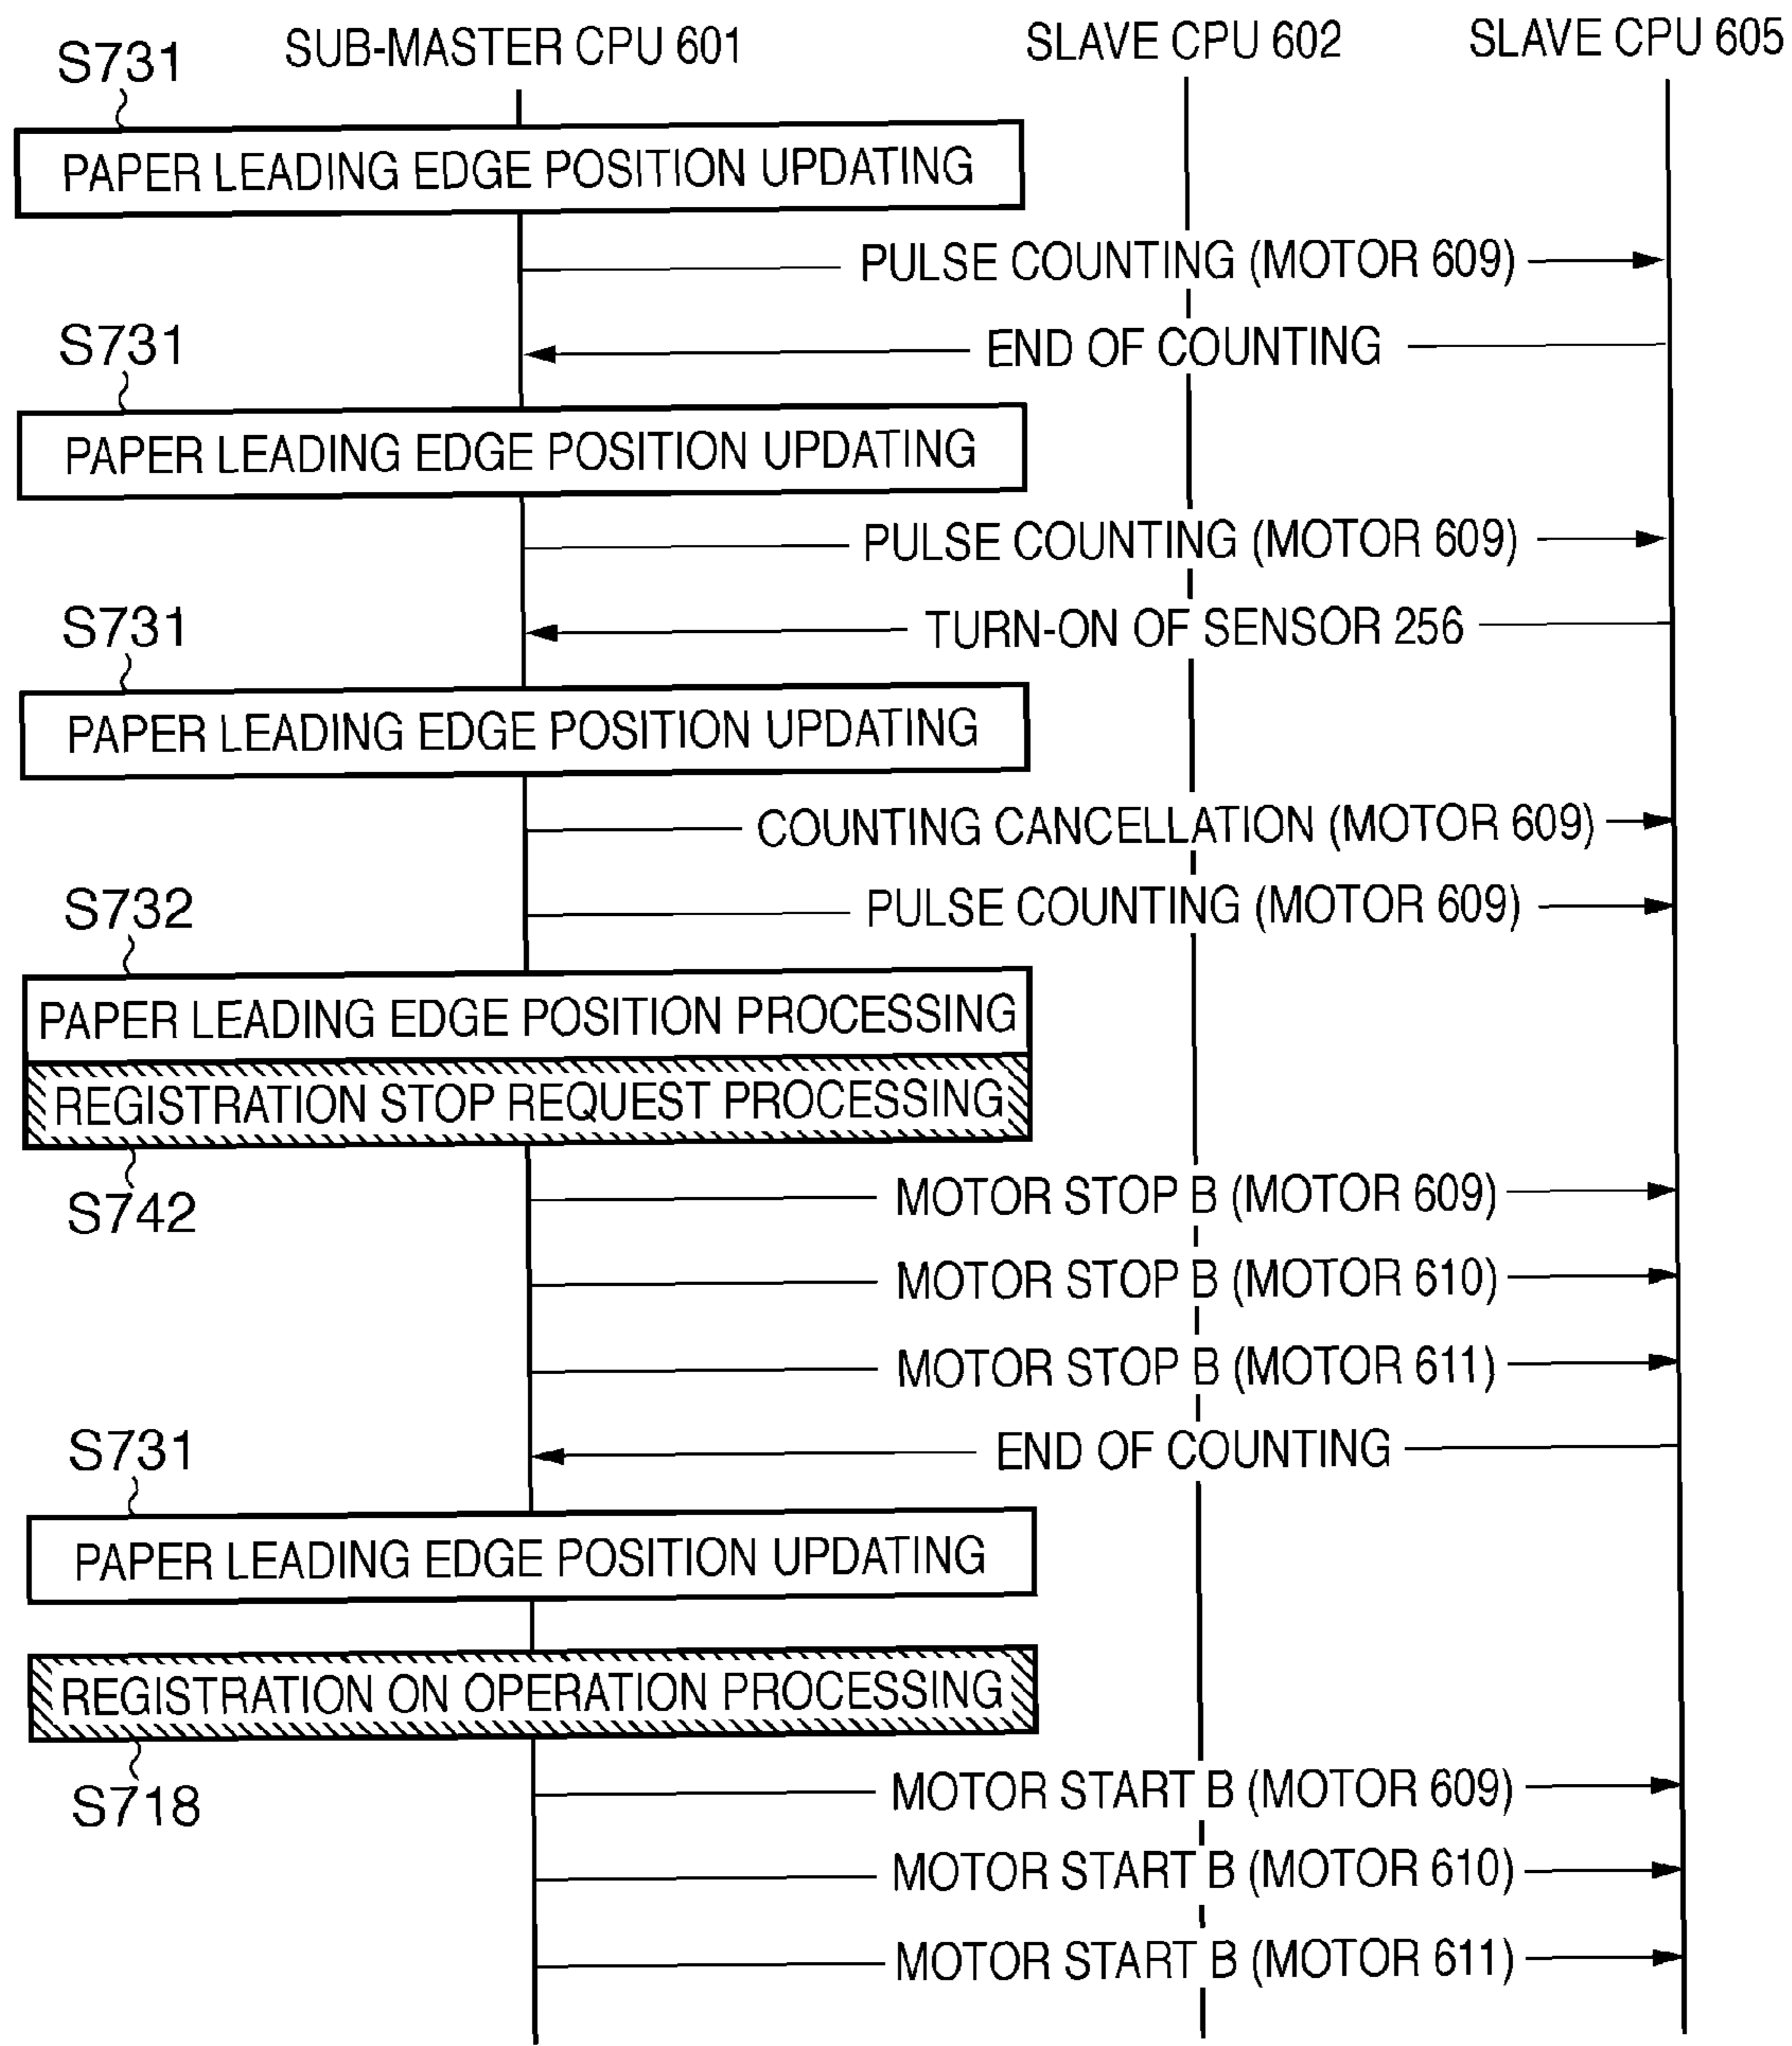 SUB-MASTER CPU 601
SLAVE CPU 602
SLAVE CPU 605
S731
PAPER LEADING EDGE POSITION UPDATING
PULSE COUNTING (MOTOR 609)
END OF COUNTING
S731
PAPER LEADING EDGE POSITION UPDATING
PULSE COUNTING (MOTOR 609)
TURN-ON OF SENSOR 256
S731
PAPER LEADING EDGE POSITION UPDATING
COUNTING CANCELLATION (MOTOR 609)
PULSE COUNTING (MOTOR 609)
S732
PAPER LEADING EDGE POSITION PROCESSING
REGISTRATION STOP REQUEST PROCESSING
S742
MOTOR STOP B (MOTOR 609)
MOTOR STOP B (MOTOR 610)
MOTOR STOP B (MOTOR 611)
END OF COUNTING
S731
PAPER LEADING EDGE POSITION UPDATING
REGISTRATION ON OPERATION PROCESSING
S718
MOTOR START B (MOTOR 609)
MOTOR START B (MOTOR 610)
MOTOR START B (MOTOR 611)